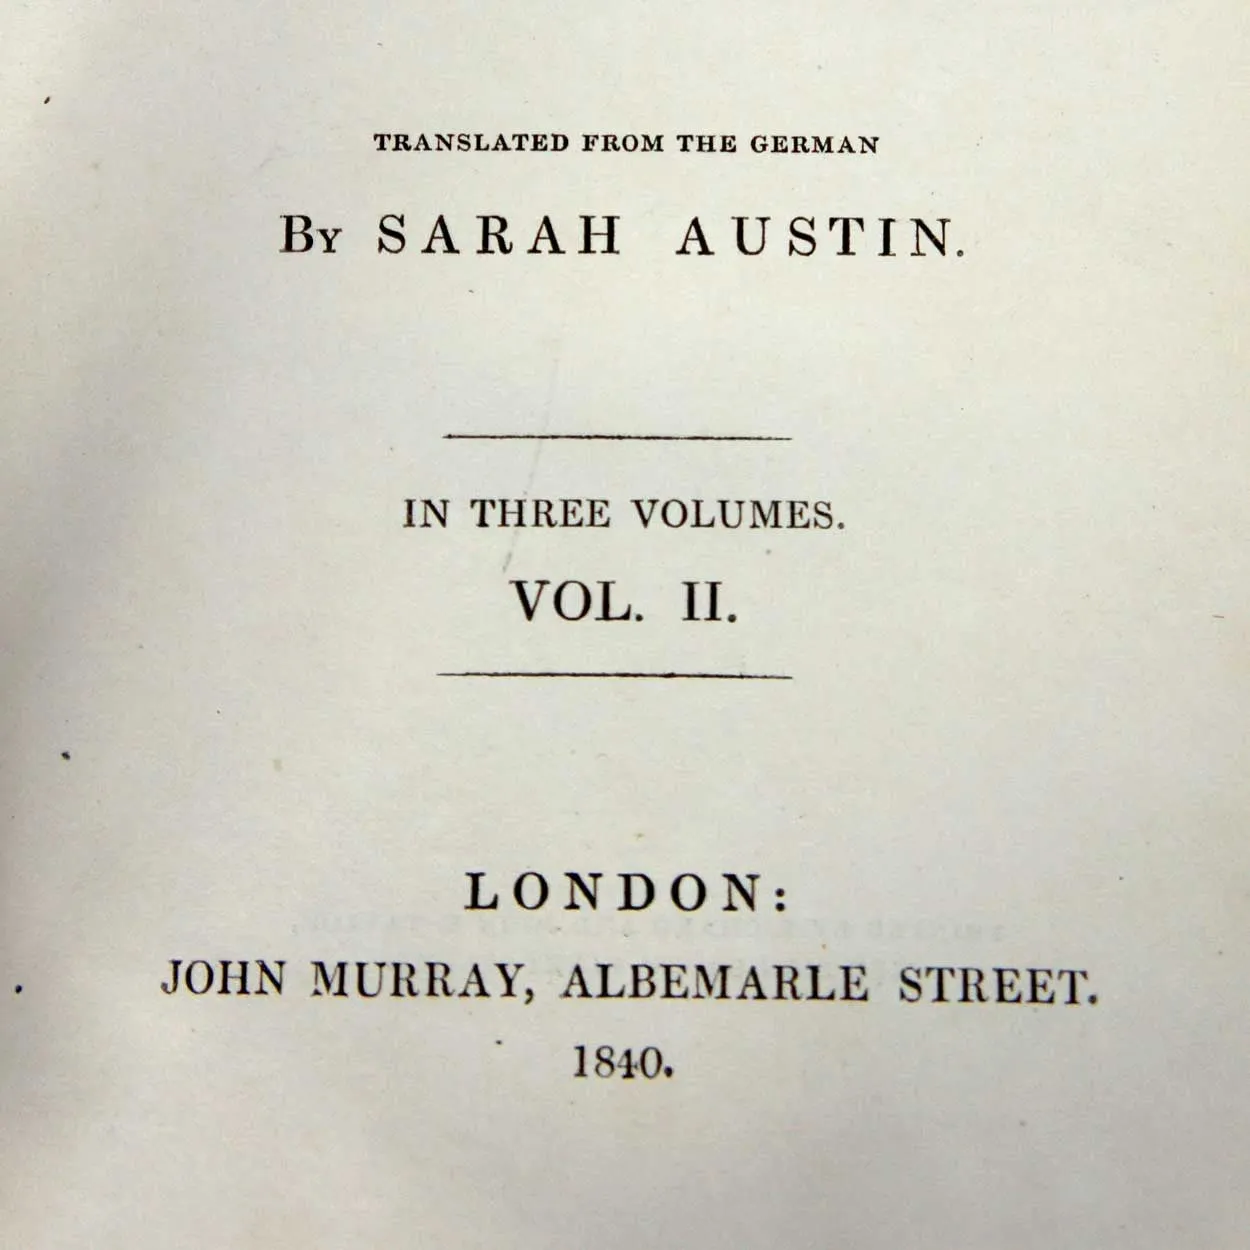 TRANSLATED FROM THE GERMAN
BY SARAH AUSTIN.
IN THREE VOLUMES.
VOL. II.
LONDON:
JOHN MURRAY, ALBEMARLE STREET.
1840.